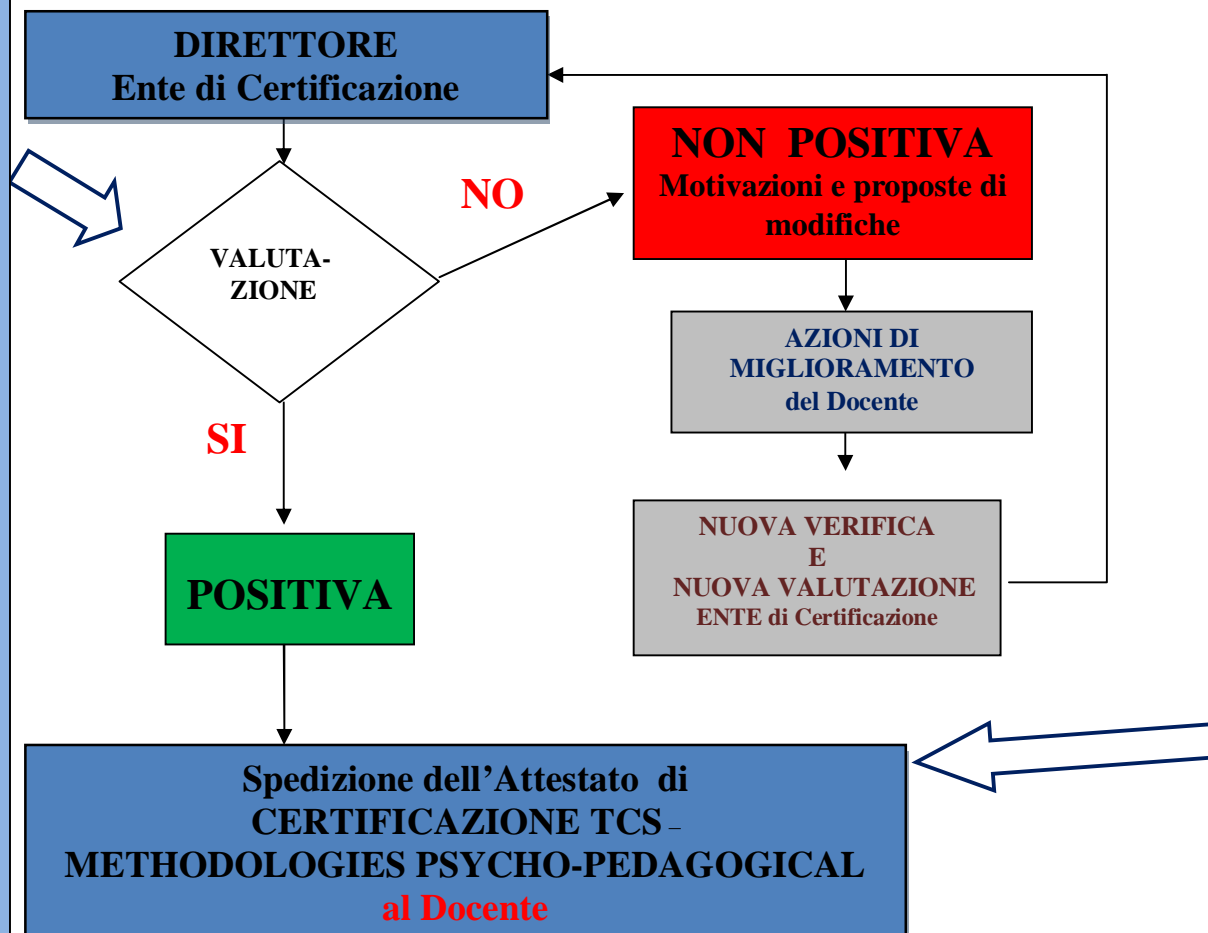 DIRETTORE
Ente di Certificazione
NO
NON POSITIVA
Motivazioni e proposte di
modifiche
VALUTA-
ZIONE
AZIONI DI
MIGLIORAMENTO
del Docente
SI
NUOVA VERIFICA
E
NUOVA VALUTAZIONE
ENTE di Certificazione
POSITIVA
Spedizione dell’Attestato di
CERTIFICAZIONE TCS –
METHODOLOGIES PSYCHO-PEDAGOGICAL
al Docente